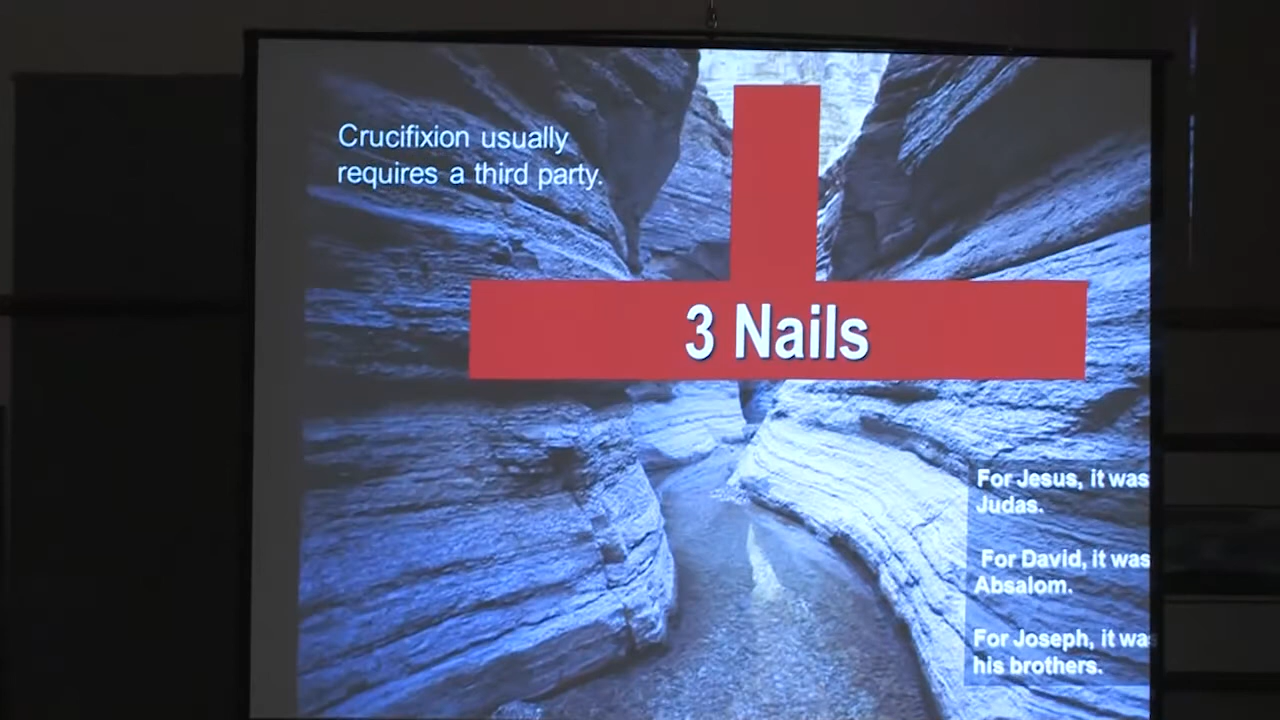 Crucifixion usually
requires a third party.
3 Nails
For Jesus, it was
Judas.
For David, it was
Absalom.
For Joseph, it was
his brothers.